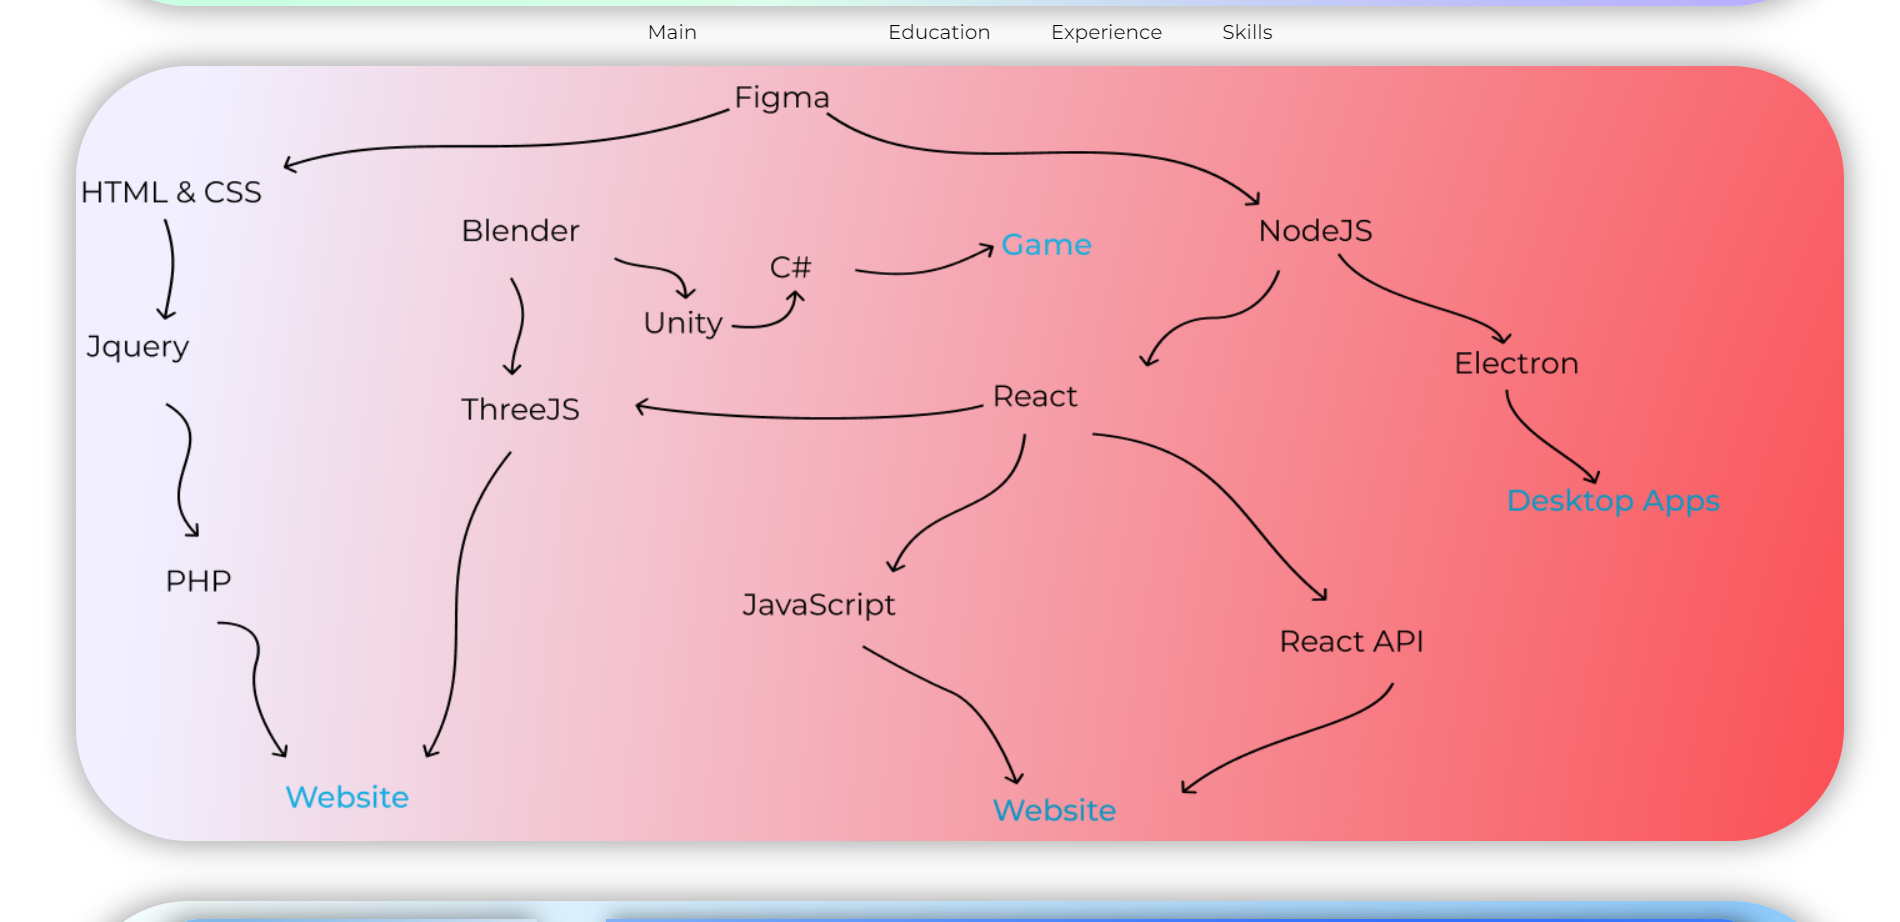 Main
Education
Experience
Skills
Figma
HTML & CSS
Blender
C#
Game
NodeJS
Unity
Jquery
ThreeJS
React
Electron
Desktop Apps
PHP
JavaScript
React API
Website
Website